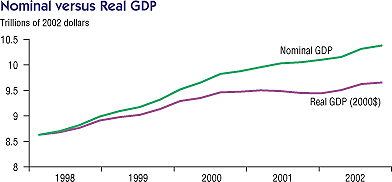 Nominal versus Real GDP
Trillions of 2002 dollars
10.5
Nominal GDP
10
9.5
Real GDP (2000$)
9
8.5
8
1998 1999 2000 2001 2002